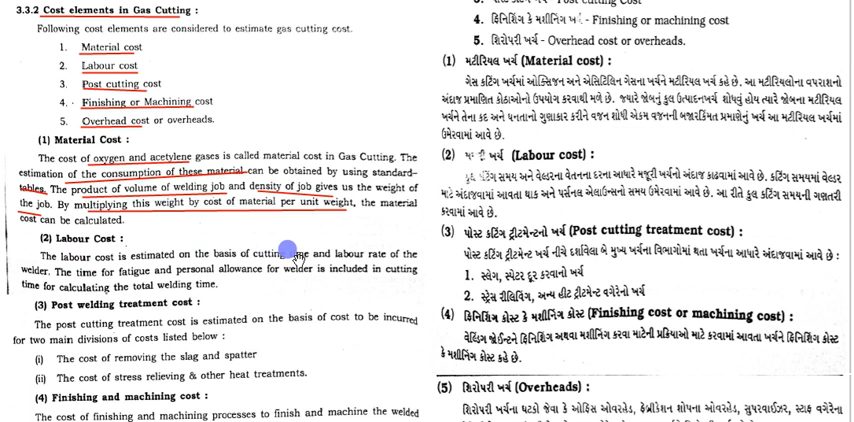 3.3.2 Cost elements in Gas Cutting :
Following cost elements are considered to estimate gas cutting cost.
1. Material cost
2. Labour cost
3. Post cutting cost
4. Finishing or Machining cost
5. Overhead cost or overheads.
(1) Material Cost :
The cost of oxygen and acetylene gases is called material cost in Gas Cutting. The
estimation of the consumption of these material can be obtained by using standard-
tables. The product of volume of welding job and density of job gives us the weight of
the job. By multiplying this weight by cost of material per unit weight, the material
cost can be calculated.
(2) Labour Cost :
The labour cost is estimated on the basis of cutting and labour rate of the
welder. The time for fatigue and personal allowance for welder is included in cutting
time for calculating the total welding time.
(3) Post welding treatment cost :
The post cutting treatment cost is estimated on the basis of cost to be incurred
for two main divisions of costs listed below :
(i) The cost of removing the slag and spatter
(ii) The cost of stress relieving & other heat treatments.
(4) Finishing and machining cost :
The cost of finishing and machining processes to finish and machine the welded
4. ફિનિશિંગ કે મશીનિંગ - Finishing or machining cost
5. શિરોપરી ખર્ચ - Overhead cost or overheads.
(1) મટીરીયલ ખર્ચ (Material cost) :
ગેસ કટિંગ ખર્ચમાં ઓક્સિજન અને એસિટિલિન ગેસના ખર્ચને મટીરિયલ ખર્ચ કહે છે. આ મટીરિયલોના વપરાશનો
અંદાજ પ્રમાણિત કોઠાઓનો ઉપયોગ કરવાથી મળે છે. જ્યારે જોબનું કુલ ઉત્પાદનખર્ચ શોધવું હોય ત્યારે જોબના મટીરિયલ
ખર્ચને તેના કદ અને ઘનતાનો ગુણાકાર કરીને વજન શોધી એકમ વજનની બજારકિંમત પ્રમાણેનું ખર્ચ આ મટીરિયલ ખર્ચમાં
ઉમેરવામાં આવે છે.
(2) ખર્ચ (Labour cost) :
કટિંગ સમય અને વેલ્ડરના વેતનના દરના આધારે મજૂરી ખર્ચનો અંદાજ કાઢવામાં આવે છે. કટિંગ સમયમાં વેલ્ડર
માટે અંદાજવામાં આવતા થાક અને પર્સનલ એલાઉન્સનો સમય ઉમેરવામાં આવે છે. આ રીતે કુલ કટિંગ સમયની ગણતરી
કરવામાં આવે છે.
(3) પોસ્ટ કટિંગ ટ્રીટમેન્ટનો ખર્ચ (Post cutting treatment cost) :
પોસ્ટ કટિંગ ટ્રીટમેન્ટ ખર્ચ નીચે દર્શાવેલા બે મુખ્ય ખર્ચના વિભાગોમાં થતા ખર્ચના આધારે અંદાજવામાં આવે છે :
1. સ્લેગ, સ્પેટર દૂર કરવાનો ખર્ચ
2. સ્ટ્રેસ રીલિવિંગ, અન્ય હીટ ટ્રીટમેન્ટ વગેરેનો ખર્ચ
(4) ફિનિશિંગ કોસ્ટ કે મશીનિંગ કોસ્ટ (Finishing cost or machining cost) :
વેલ્ડિંગ જોઈન્ટને ફિનિશિંગ અથવા મશીનિંગ કરવા માટેની પ્રક્રિયાઓ માટે કરવામાં આવતા ખર્ચને ફિનિશિંગ કોસ્ટ
કે મશીનિંગ કોસ્ટ કહે છે.
(5) શિરોપરી ખર્ચ (Overheads) :
શિરોપરી ખર્ચના ઘટકો જેવા કે ઓફિસ ઓવરહેડ, ફેબ્રીકેશન શોપના ઓવરહેડ, સુપરવાઈઝર, સ્ટાફ વગેરેના